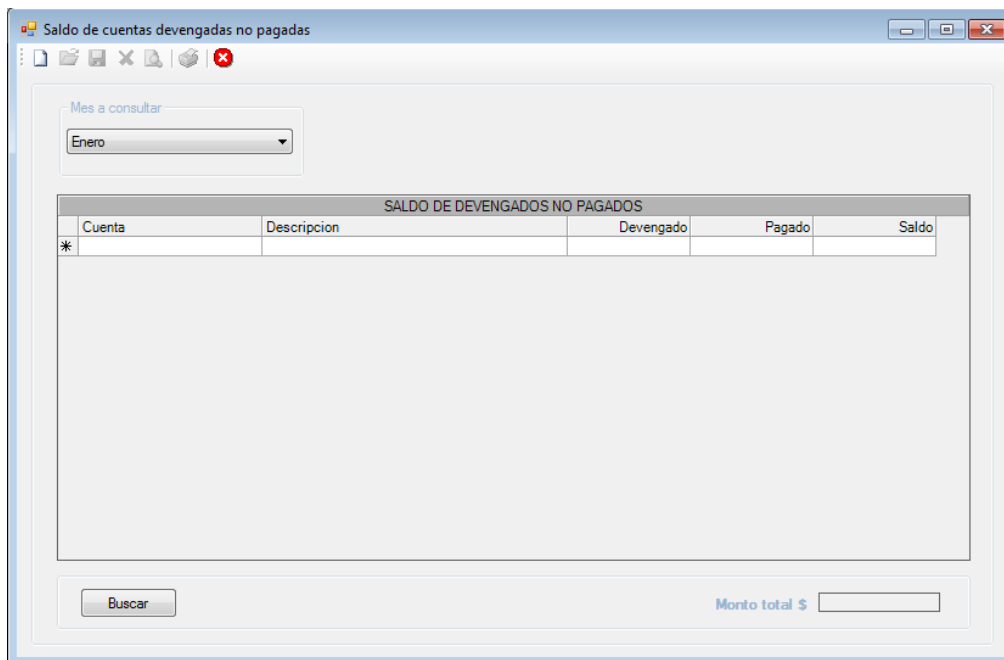 Saldo de cuentas devengadas no pagadas
Mes a consultar
Enero
SALDO DE DEVENGADOS NO PAGADOS
Cuenta Descripcion Devengado Pagado Saldo
Buscar Monto total $